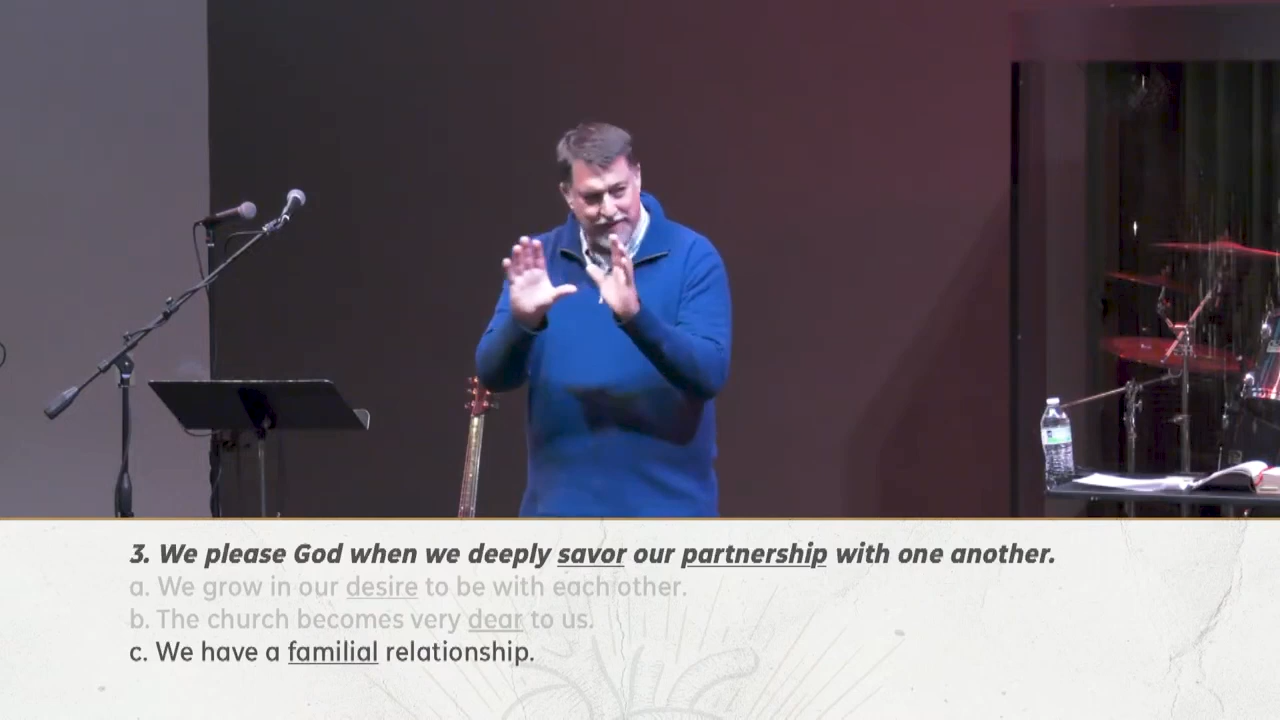 3. We please God when we deeply savor our partnership with one another.
a. We grow in our desire to be with each other.
b. The church becomes very dear to us.
c. We have a familial relationship.